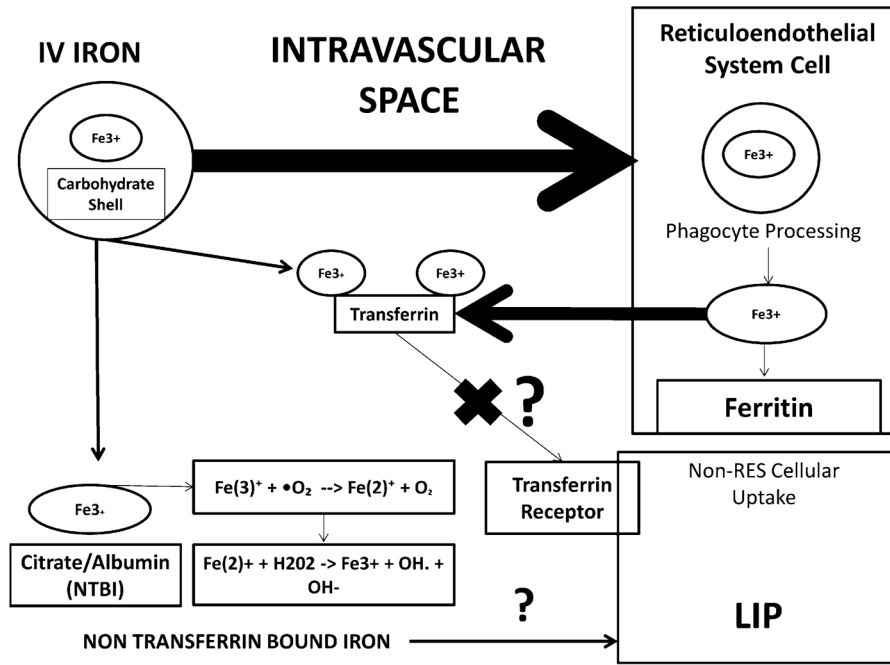 IV IRON
Fe3+
Carbohydrate
Shell
INTRAVASCULAR
SPACE
Reticuloendothelial
System Cell
Fe3+
Phagocyte Processing
Fe3+
Ferritin
Fe3+
Fe3+
Transferrin
?
Fe3+
Citrate/Albumin
(NTBI)
Fe(3)⁺ + •O₂ --> Fe(2)⁺ + O₂
Fe(2)+ + H202 -> Fe3+ + OH. +
OH-
Transferrin
Receptor
Non-RES Cellular
Uptake
LIP
?
NON TRANSFERRIN BOUND IRON